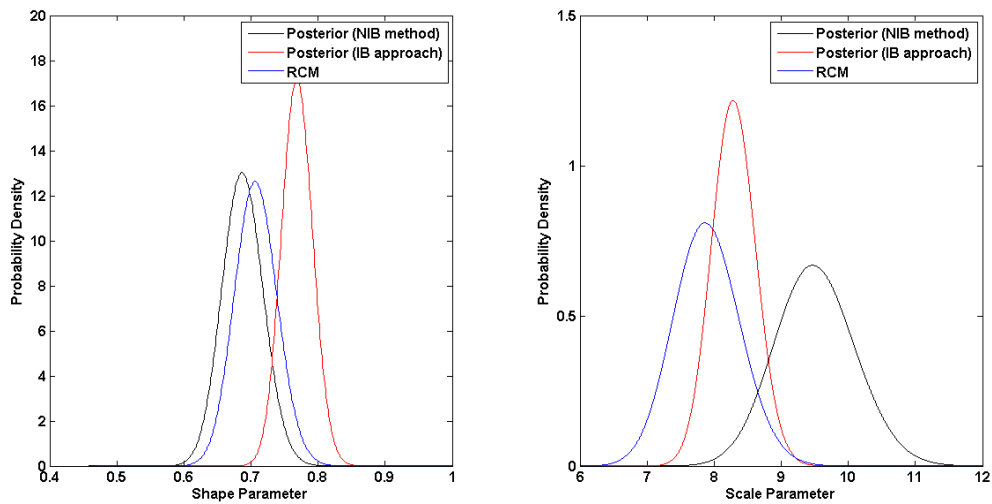 20
18
16
14
12
10
8
6
4
2
0
Probability Density
Posterior (NIB method)
Posterior (IB approach)
RCM
0.4 0.5 0.6 0.7 0.8 0.9 1
Shape Parameter
1.5
1
0.5
0
Probability Density
Posterior (NIB method)
Posterior (IB approach)
RCM
6 7 8 9 10 11 12
Scale Parameter